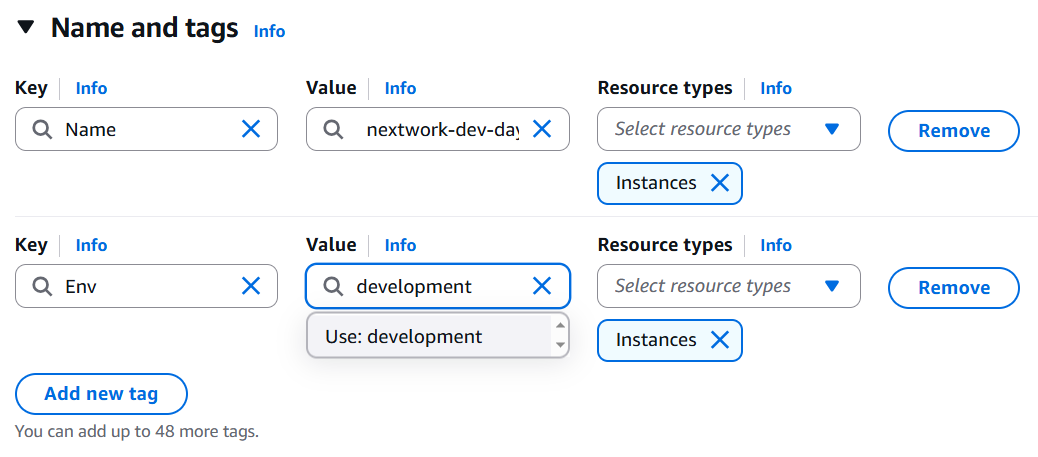 Name and tags Info
Key Info Value Info Resource types Info
Name nextwork-dev-day Select resource types Remove
Instances
Key Info Value Info Resource types Info
Env development Select resource types Remove
Use: development Instances
Add new tag
You can add up to 48 more tags.